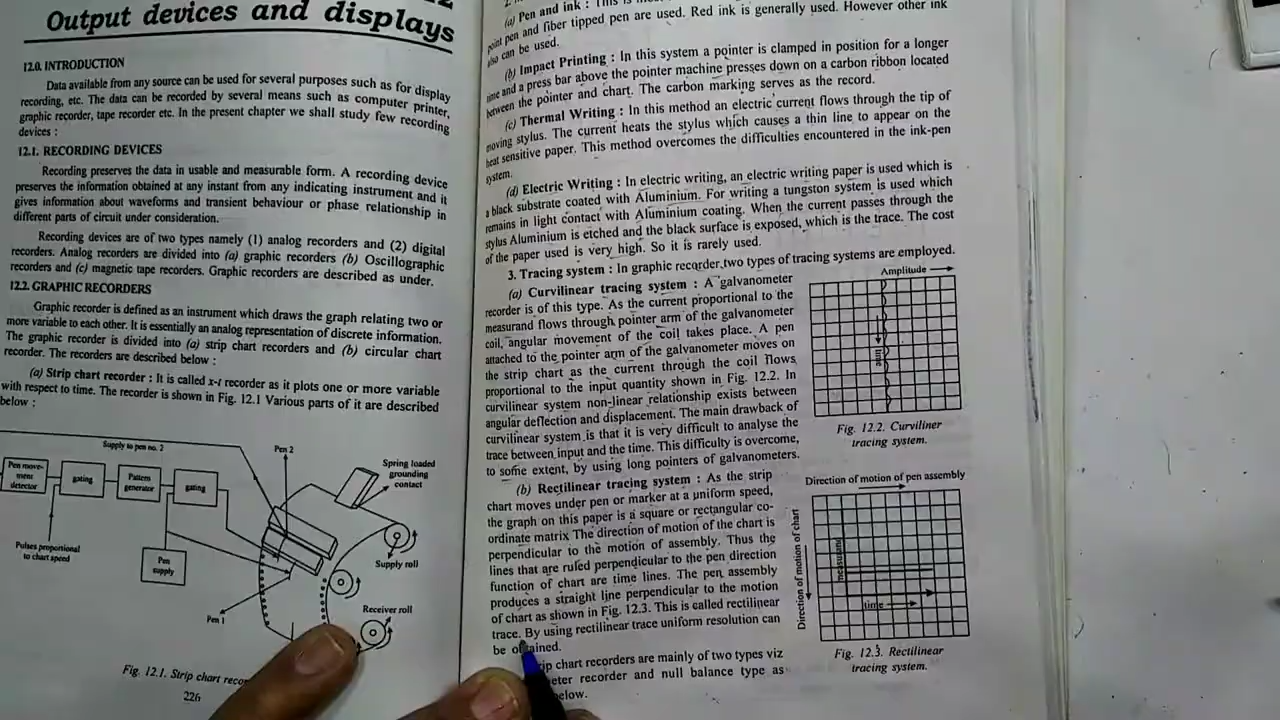 Output devices and displays
12.0. INTRODUCTION
Data available from any source can be used for several purposes such as for display
recording, etc. The data can be recorded by several means such as computer printer,
graphic recorder, tape recorder etc. In the present chapter we shall study few recording
devices :
12.1. RECORDING DEVICES
Recording preserves the data in usable and measurable form. A recording device
preserves the information obtained at any instant from any indicating instrument and it
gives information about waveforms and transient behaviour or phase relationship in
different parts of circuit under consideration.
Recording devices are of two types namely (1) analog recorders and (2) digital
recorders. Analog recorders are divided into (a) graphic recorders (b) Oscillographic
recorders and (c) magnetic tape recorders. Graphic recorders are described as under.
12.2. GRAPHIC RECORDERS
Graphic recorder is defined as an instrument which draws the graph relating two or
more variable to each other. It is essentially an analog representation of discrete information.
The graphic recorder is divided into (a) strip chart recorders and (b) circular chart
recorder. The recorders are described below :
(a) Strip chart recorder : It is called x-t recorder as it plots one or more variable
with respect to time. The recorder is shown in Fig. 12.1 Various parts of it are described
below :
Supply to pen no. 2
Pen 2
Spring loaded
grounding
contact
Pen move-
ment
detector
gating
Pattern
generator
gating
Pulses proportional
to chart speed
Pen
supply
Supply roll
Pen 1
Receiver roll
Fig. 12.1. Strip chart
226
(a) Pen and ink :
point pen and fiber tipped pen are used. Red ink is generally used. However other ink
also can be used.
(b) Impact Printing : In this system a pointer is clamped in position for a longer
time and a press bar above the pointer machine presses down on a carbon ribbon located
between the pointer and chart. The carbon marking serves as the record.
(c) Thermal Writing : In this method an electric current flows through the tip of
moving stylus. The current heats the stylus which causes a thin line to appear on the
heat sensitive paper. This method overcomes the difficulties encountered in the ink-pen
system.
(d) Electric Writing : In electric writing, an electric writing paper is used which is
a black substrate coated with Aluminium. For writing a tungston system is used which
remains in light contact with Aluminium coating. When the current passes through the
stylus Aluminium is etched and the black surface is exposed, which is the trace. The cost
of the paper used is very high. So it is rarely used.
3. Tracing system : In graphic recorder two types of tracing systems are employed.
(a) Curvilinear tracing system : A galvanometer
recorder is of this type. As the current proportional to the
measurand flows through pointer arm of the galvanometer
coil, angular movement of the coil takes place. A pen
attached to the pointer arm of the galvanometer moves on
the strip chart as the current through the coil flows
proportional to the input quantity shown in Fig. 12.2. In
curvilinear system non-linear relationship exists between
angular deflection and displacement. The main drawback of
curvilinear system is that it is very difficult to analyse the
trace between input and the time. This difficulty is overcome,
to some extent, by using long pointers of galvanometers.
Amplitude
time
Fig. 12.2. Curviliner
tracing system.
(b) Rectilinear tracing system : As the strip
chart moves under pen or marker at a uniform speed,
the graph on this paper is a square or rectangular co-
ordinate matrix The direction of motion of the chart is
perpendicular to the motion of assembly. Thus the
lines that are ruled perpendicular to the pen direction
function of chart are time lines. The pen assembly
produces a straight line perpendicular to the motion
of chart as shown in Fig. 12.3. This is called rectilinear
trace. By using rectilinear trace uniform resolution can
be obtained.
Direction of motion of pen assembly
Direction of motion of chart
time
Fig. 12.3. Rectilinear
tracing system.
chart recorders are mainly of two types viz
recorder and null balance type as
below.